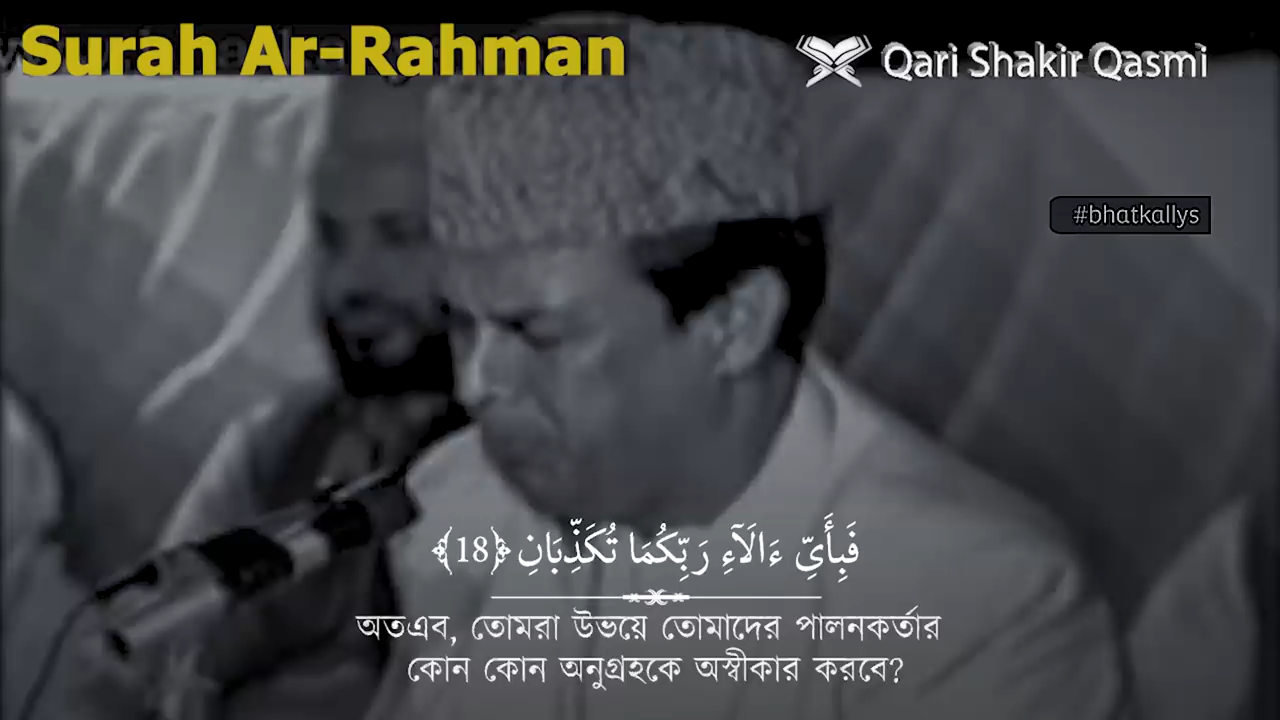 Surah Ar-Rahman
Qari Shakir Qasmi
#bhatkallys
فَبِأَيِّ ءَالَآءِ رَبِّكُمَا تُكَذِّبَانِ ﴿18﴾
অতএব, তোমরা উভয়ে তোমাদের পালনকর্তার
কোন কোন অনুগ্রহকে অস্বীকার করবে?